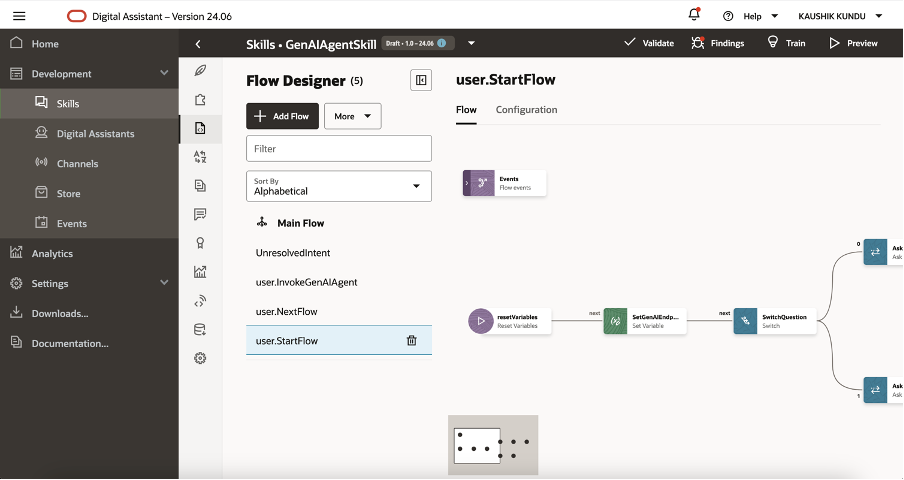 Digital Assistant – Version 24.06
Help
KAUSHIK KUNDU
Home
Development
Skills
Digital Assistants
Channels
Store
Events
Analytics
Settings
Downloads...
Documentation...
Skills • GenAIAgentSkill
Draft • 1.0 – 24.06
Validate
Findings
Train
Preview
Flow Designer (5)
Add Flow
More
Filter
Sort By
Alphabetical
Main Flow
UnresolvedIntent
user.InvokeGenAIAgent
user.NextFlow
user.StartFlow
user.StartFlow
Flow
Configuration
Events
Flow events
resetVariables
Reset Variables
next
SetGenAIEndp...
Set Variable
next
SwitchQuestion
Switch
0
Ask
Ask
1
Ask
Ask